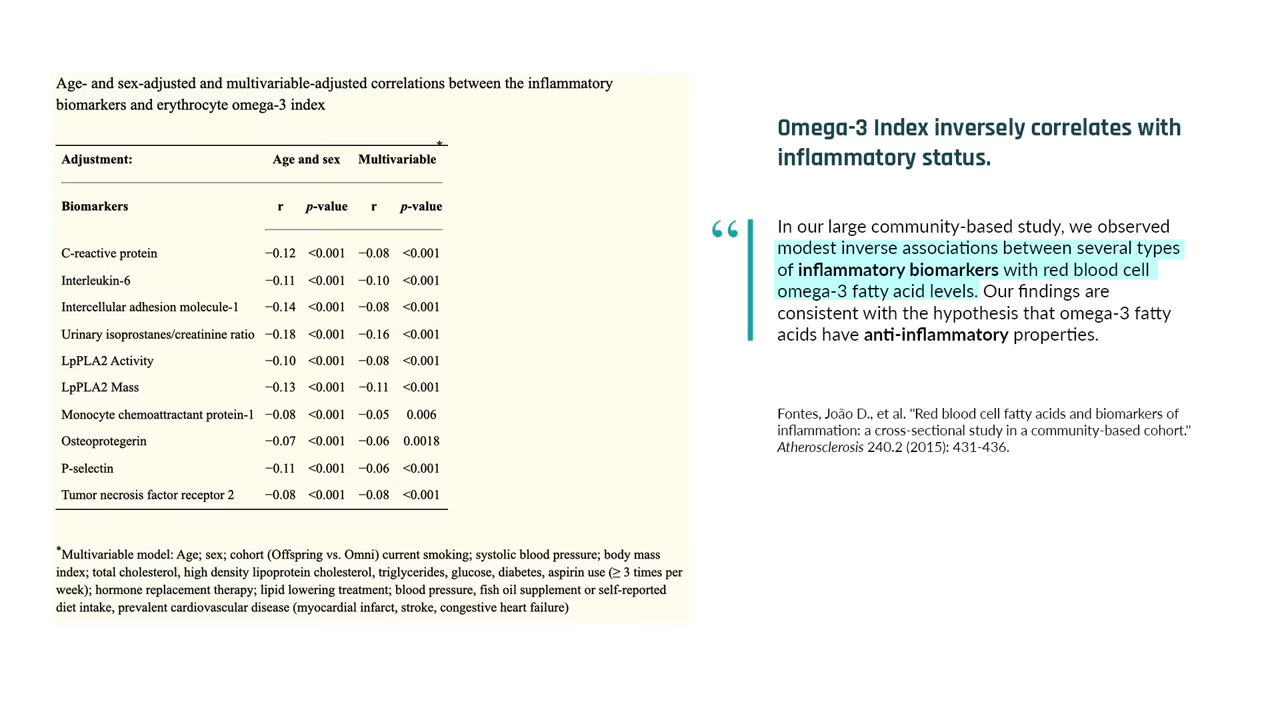 Age- and sex-adjusted and multivariable-adjusted correlations between the inflammatory
biomarkers and erythrocyte omega-3 index
Adjustment: Age and sex Multivariable*
Biomarkers r p-value r p-value
C-reactive protein −0.12 <0.001 −0.08 <0.001
Interleukin-6 −0.11 <0.001 −0.10 <0.001
Intercellular adhesion molecule-1 −0.14 <0.001 −0.08 <0.001
Urinary isoprostanes/creatinine ratio −0.18 <0.001 −0.16 <0.001
LpPLA2 Activity −0.10 <0.001 −0.08 <0.001
LpPLA2 Mass −0.13 <0.001 −0.11 <0.001
Monocyte chemoattractant protein-1 −0.08 <0.001 −0.05 0.006
Osteoprotegerin −0.07 <0.001 −0.06 0.0018
P-selectin −0.11 <0.001 −0.06 <0.001
Tumor necrosis factor receptor 2 −0.08 <0.001 −0.08 <0.001
*Multivariable model: Age; sex; cohort (Offspring vs. Omni) current smoking; systolic blood pressure; body mass
index; total cholesterol, high density lipoprotein cholesterol, triglycerides, glucose, diabetes, aspirin use (≥ 3 times per
week); hormone replacement therapy; lipid lowering treatment; blood pressure, fish oil supplement or self-reported
diet intake, prevalent cardiovascular disease (myocardial infarct, stroke, congestive heart failure)
Omega-3 Index inversely correlates with
inflammatory status.
“
In our large community-based study, we observed
modest inverse associations between several types
of inflammatory biomarkers with red blood cell
omega-3 fatty acid levels. Our findings are
consistent with the hypothesis that omega-3 fatty
acids have anti-inflammatory properties.
Fontes, João D., et al. "Red blood cell fatty acids and biomarkers of
inflammation: a cross-sectional study in a community-based cohort."
Atherosclerosis 240.2 (2015): 431-436.